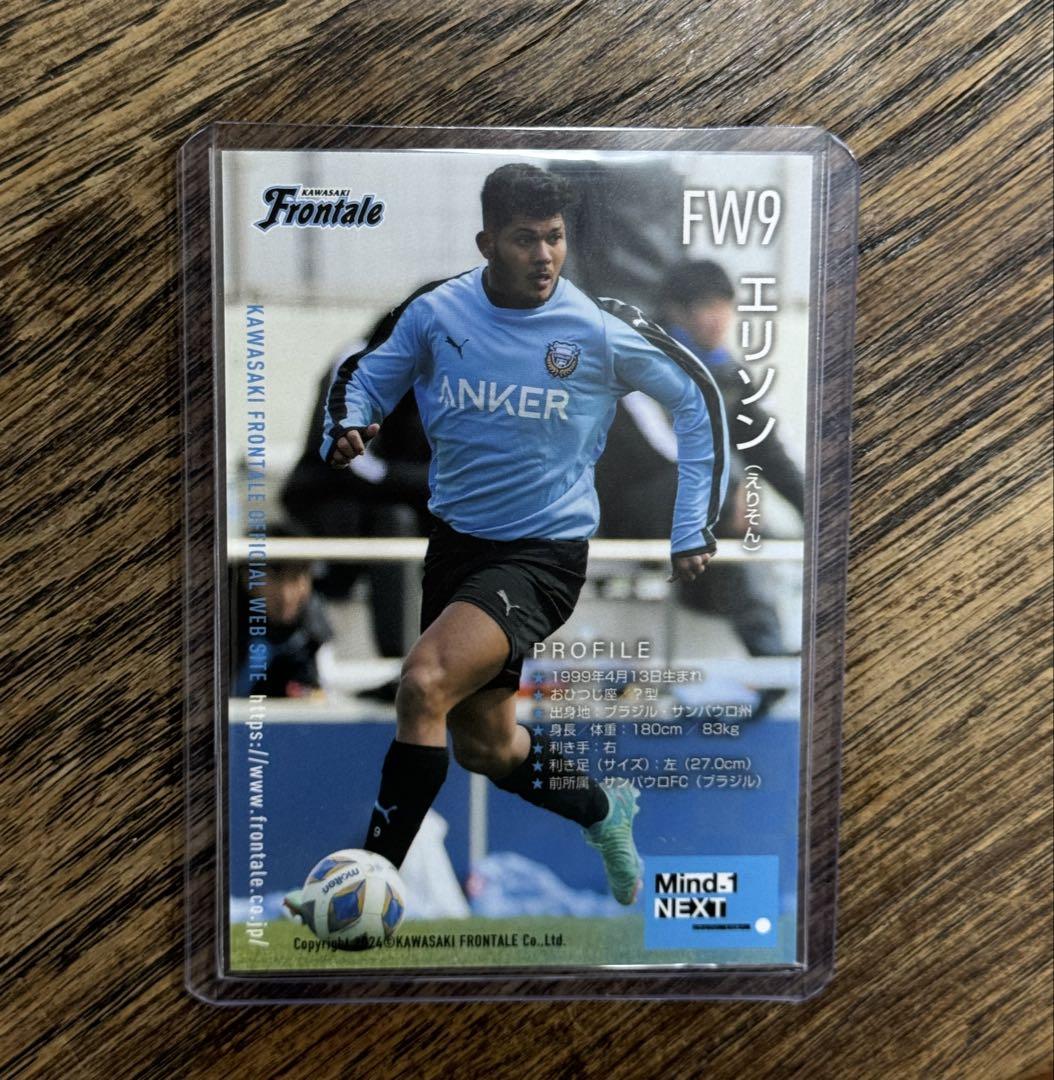 KAWASAKI
Frontale
FW9
エリソン
(えりそん)
KAWASAKI FRONTALE OFFICIAL WEB SITE https://www.frontale.co.jp/
ANKER
PROFILE
★ 1999年4月13日生まれ
★ おひつじ座／?型
★ 出身地：ブラジル・サンパウロ州
★ 身長／体重：180cm／83kg
★ 利き手：右
★ 利き足（サイズ）：左（27.0cm）
★ 前所属：サンパウロFC（ブラジル）
9
molten
Mind-1
NEXT
Copyright 2024©KAWASAKI FRONTALE Co.,Ltd.